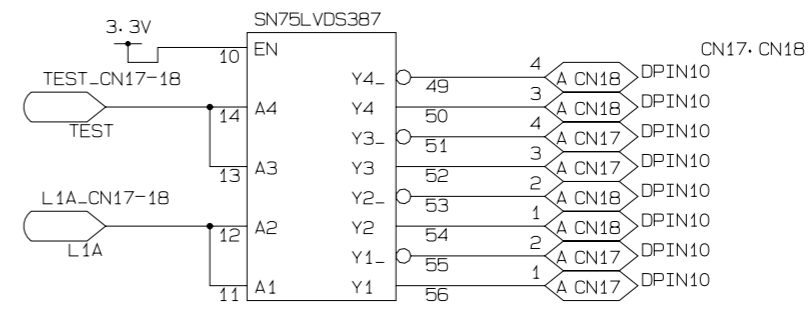 SN75LVDS387
3.3V
CN17.CN18
10 EN
TEST_CN17-18
Y4_ 49 4 A CN18 DPIN10
14 A4 Y4 50 3 A CN18 DPIN10
TEST
Y3_ 51 4 A CN17 DPIN10
13 A3 Y3 52 3 A CN17 DPIN10
L1A_CN17-18
Y2_ 53 2 A CN18 DPIN10
12 A2 Y2 54 1 A CN18 DPIN10
L1A
Y1_ 55 2 A CN17 DPIN10
11 A1 Y1 56 1 A CN17 DPIN10